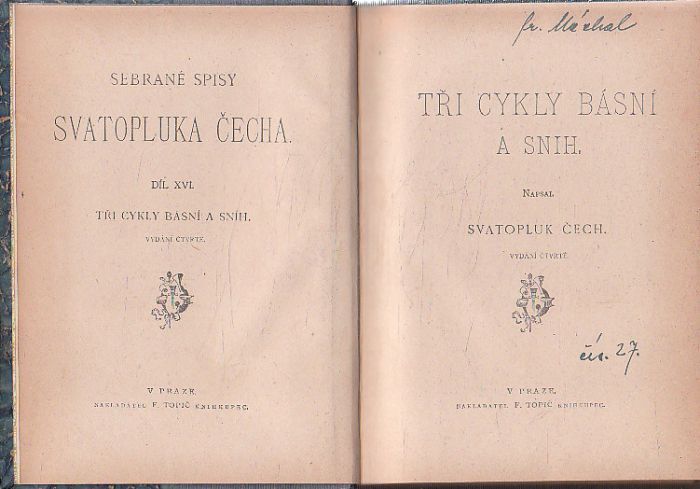 SEBRANÉ SPISY
SVATOPLUKA ČECHA.
DÍL XVI.
TŘI CYKLY BÁSNÍ A SNÍH.
VYDÁNÍ ČTVRTÉ.
V PRAZE.
NAKLADATEL F. TOPIČ KNIHKUPEC.
fr. Máchal
TŘI CYKLY BÁSNÍ
A SNIH.
NAPSAL
SVATOPLUK ČECH.
VYDÁNÍ ČTVRTÉ.
čís. 27.
V PRAZE.
NAKLADATEL F. TOPIČ KNIHKUPEC.